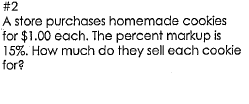 #2
A store purchases homemade cookies
for $1.00 each. The percent markup is
15%. How much do they sell each cookie
for?